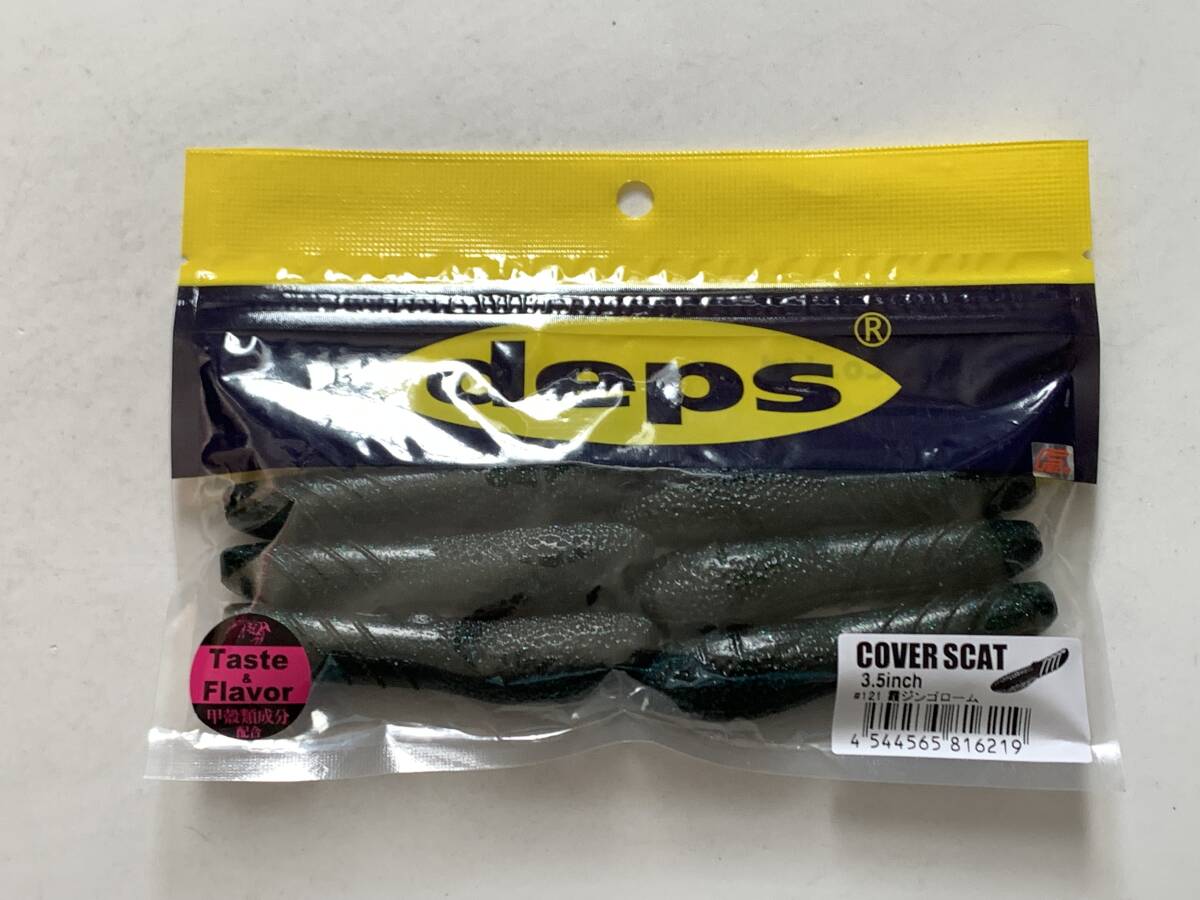 deps®
Taste
&
Flavor
甲殻類成分
配合
COVER SCAT
3.5inch
#121 轟ジンゴローム
4 544565 816219